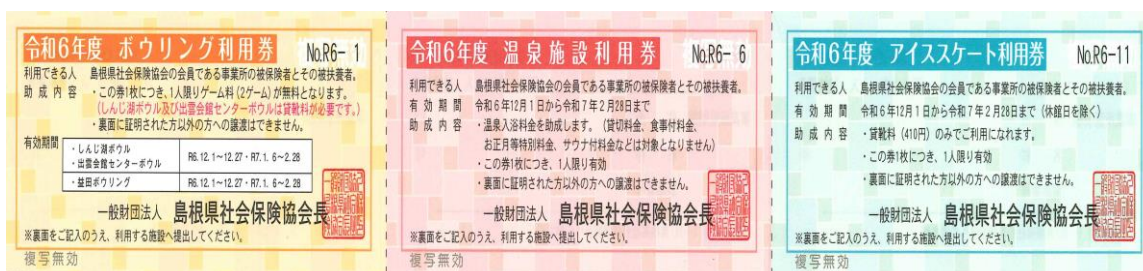 令和6年度 ボウリング利用券 No.R6- 1
利用できる人 島根県社会保険協会の会員である事業所の被保険者とその被扶養者。
助成内容 ・この券1枚につき、1人限りゲーム料(2ゲーム)が無料となります。
(しんじ湖ボウル及び出雲会館センターボウルは貸靴料が必要です。)
・裏面に証明された方以外の方への譲渡はできません。
有効期間
・しんじ湖ボウル
・出雲会館センターボウル
R6.12.1~12.27・R7.1.6~2.28
・益田ボウリング R6.12.1~12.27・R7.1.6~2.28
一般財団法人 島根県社会保険協会長
※裏面をご記入のうえ、利用する施設へ提出してください。
複写無効
令和6年度 温泉施設利用券 No.R6- 6
利用できる人 島根県社会保険協会の会員である事業所の被保険者とその被扶養者。
有効期間 令和6年12月1日から令和7年2月28日まで
助成内容 ・温泉入浴料金を助成します。(貸切料金、食事付料金、
お正月等特別料金、サウナ付料金などは対象となりません)
・この券1枚につき、1人限り有効
・裏面に証明された方以外の方への譲渡はできません。
一般財団法人 島根県社会保険協会長
※裏面をご記入のうえ、利用する施設へ提出してください。
複写無効
令和6年度 アイススケート利用券 No.R6-11
利用できる人 島根県社会保険協会の会員である事業所の被保険者とその被扶養者。
有効期間 令和6年12月1日から令和7年2月28日まで(休館日を除く)
助成内容 ・貸靴料(410円)のみでご利用になれます。
・この券1枚につき、1人限り有効
・裏面に証明された方以外の方への譲渡はできません。
一般財団法人 島根県社会保険協会長
※裏面をご記入のうえ、利用する施設へ提出してください。
複写無効